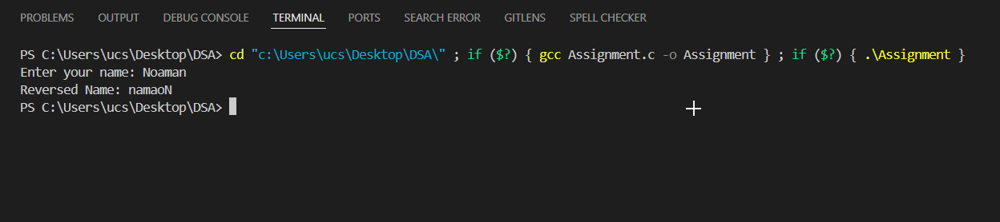 PROBLEMS OUTPUT DEBUG CONSOLE TERMINAL PORTS SEARCH ERROR GITLENS SPELL CHECKER
PS C:\Users\ucs\Desktop\DSA> cd "c:\Users\ucs\Desktop\DSA\" ; if ($?) { gcc Assignment.c -o Assignment } ; if ($?) { .\Assignment }
Enter your name: Noaman
Reversed Name: namaoN
PS C:\Users\ucs\Desktop\DSA>